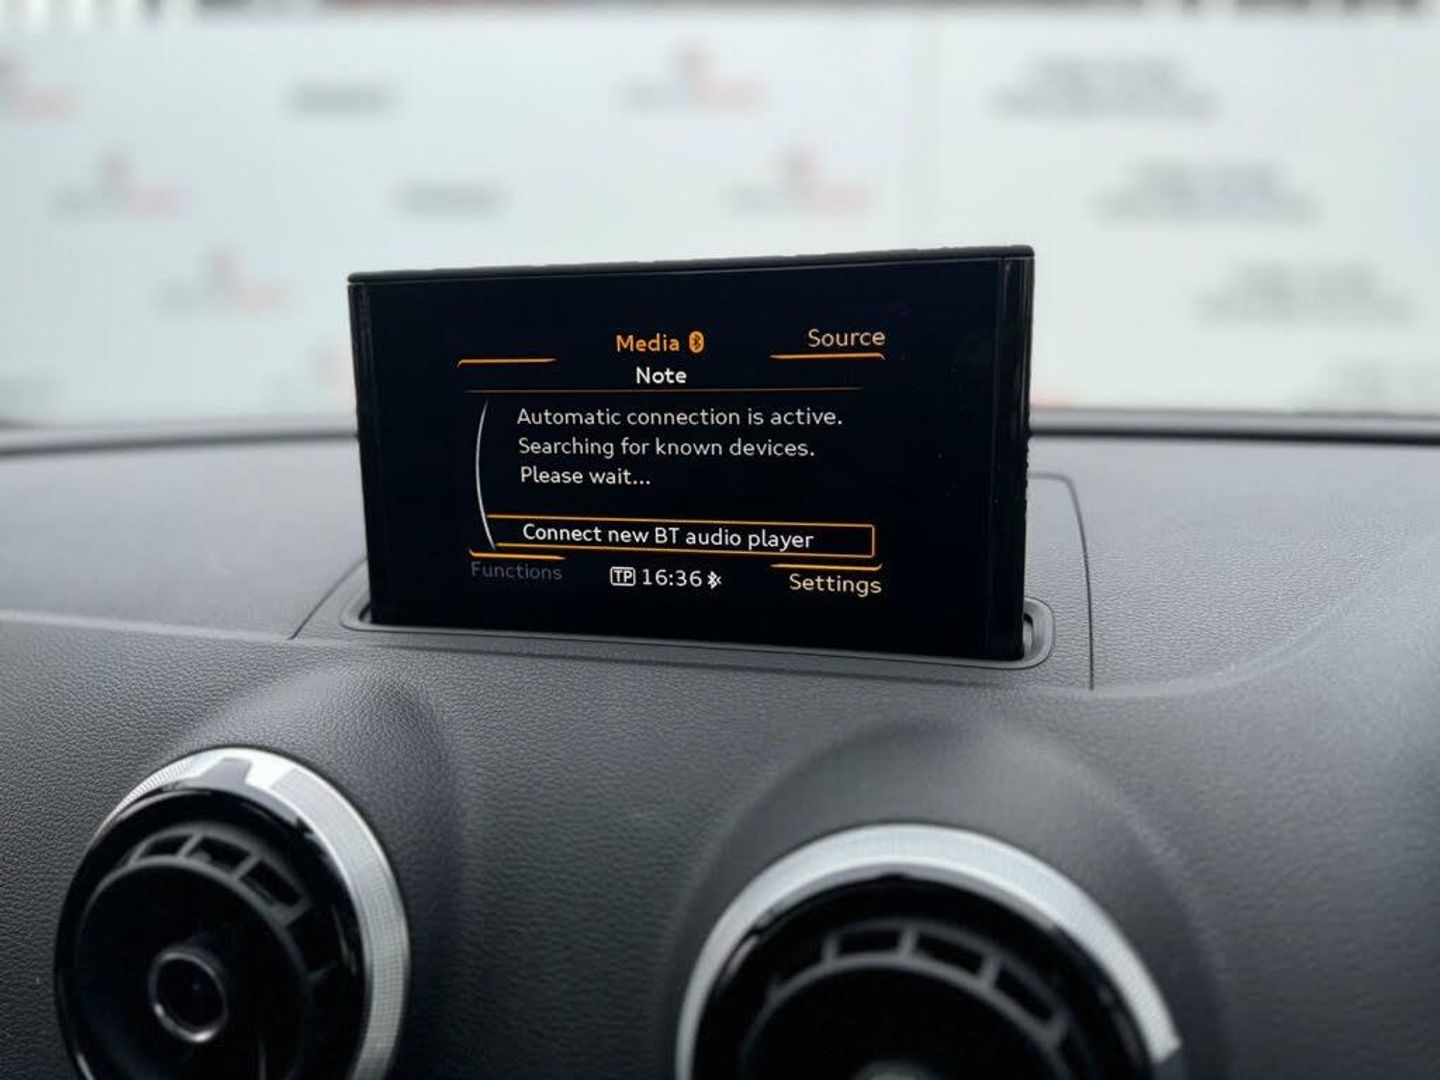 Media
Source
Note
Automatic connection is active.
Searching for known devices.
Please wait...
Connect new BT audio player
Functions
TP 16:36
Settings